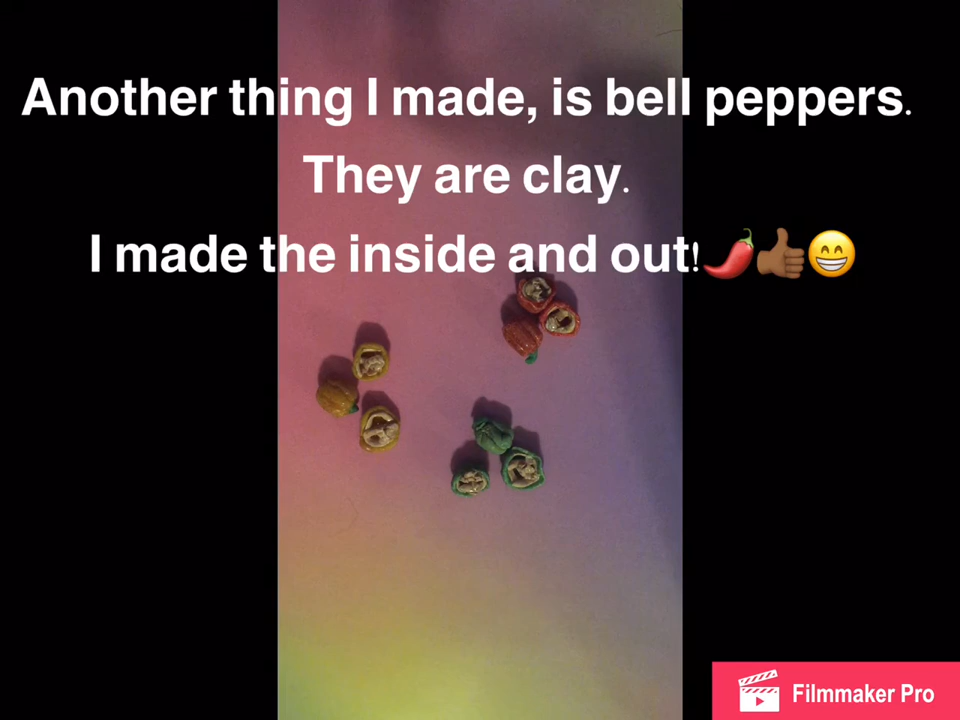 Another thing I made, is bell peppers.
They are clay.
I made the inside and out!🌶️👍🏾😁
Filmmaker Pro